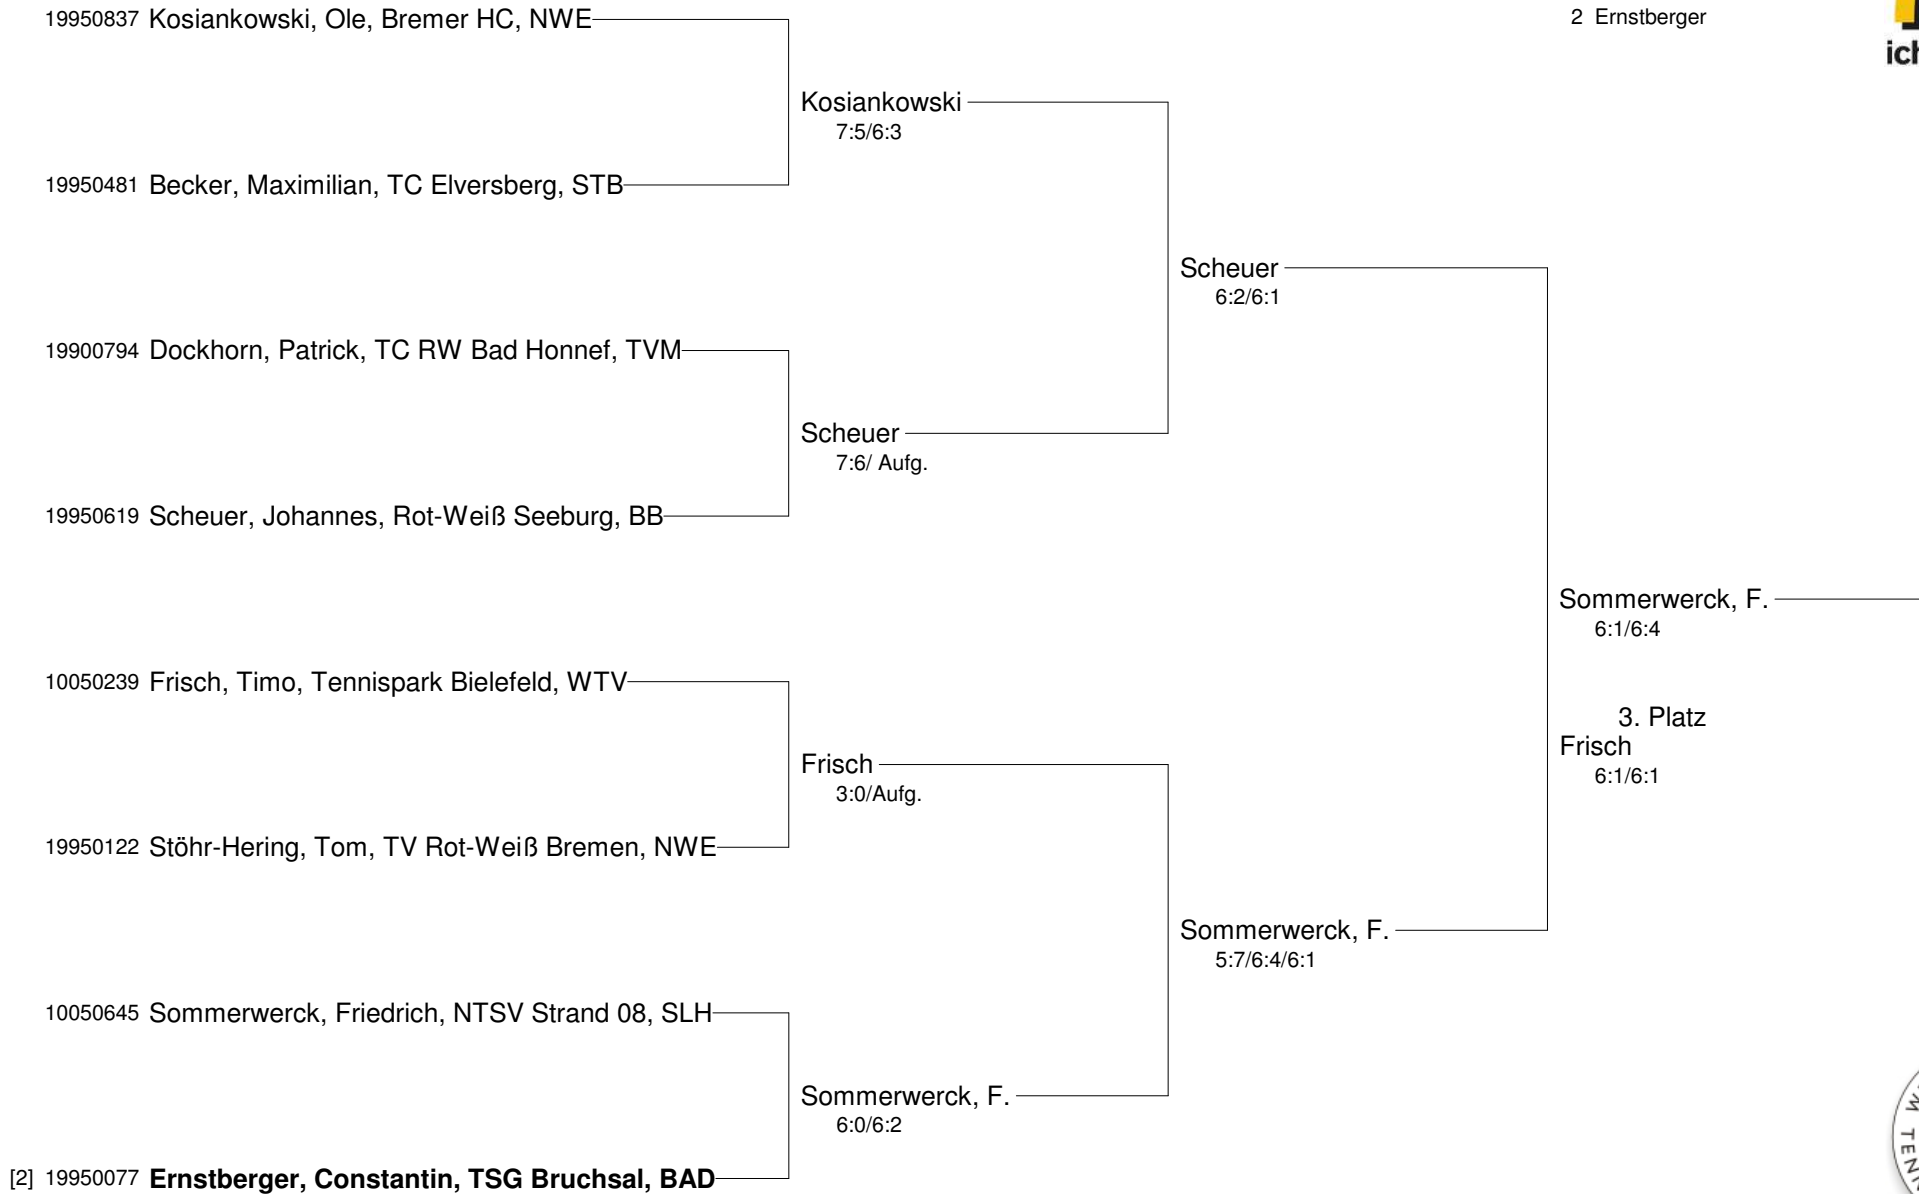 19950837 Kosiankowski, Ole, Bremer HC, NWE
2 Ernstberger
Kosiankowski
7:5/6:3
19950481 Becker, Maximilian, TC Elversberg, STB
Scheuer
6:2/6:1
19900794 Dockhorn, Patrick, TC RW Bad Honnef, TVM
Scheuer
7:6/ Aufg.
19950619 Scheuer, Johannes, Rot-Weiß Seeburg, BB
Sommerwerck, F.
6:1/6:4
10050239 Frisch, Timo, Tennispark Bielefeld, WTV
3. Platz
Frisch
6:1/6:1
Frisch
3:0/Aufg.
19950122 Stöhr-Hering, Tom, TV Rot-Weiß Bremen, NWE
Sommerwerck, F.
5:7/6:4/6:1
10050645 Sommerwerck, Friedrich, NTSV Strand 08, SLH
Sommerwerck, F.
6:0/6:2
[2] 19950077 Ernstberger, Constantin, TSG Bruchsal, BAD